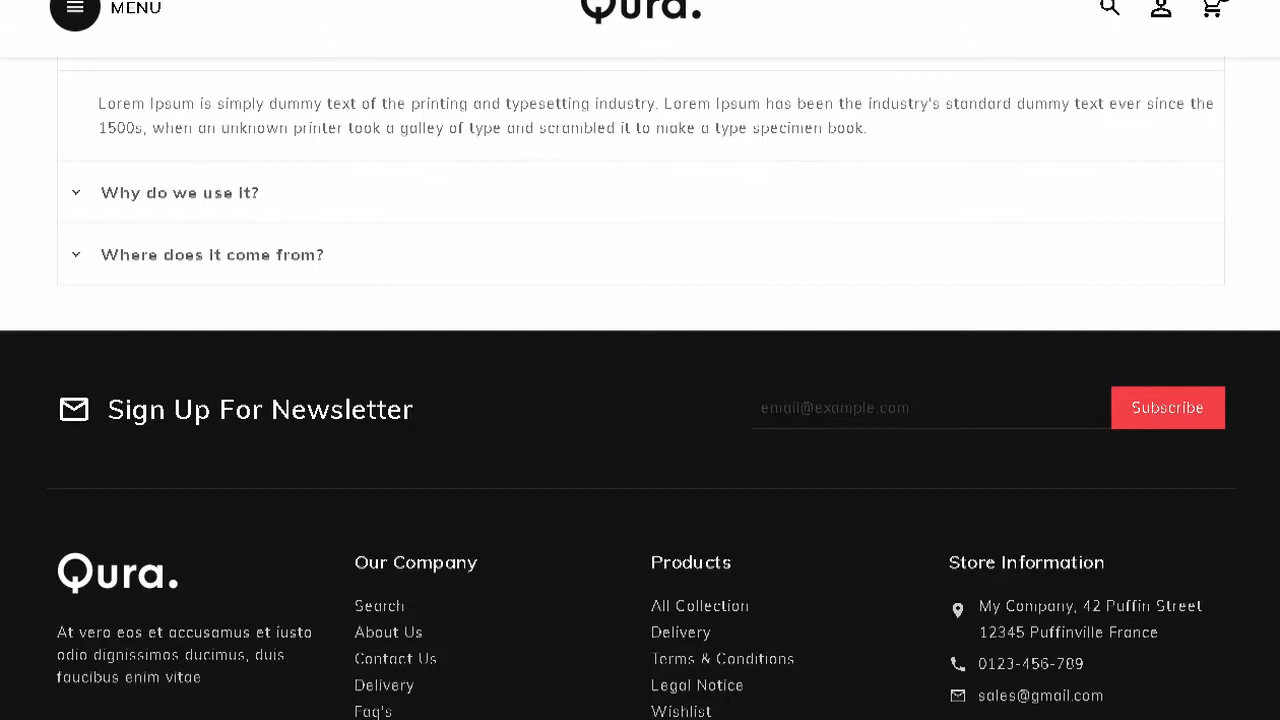 MENU
Qura.
Lorem Ipsum is simply dummy text of the printing and typesetting industry. Lorem Ipsum has been the industry's standard dummy text ever since the
1500s, when an unknown printer took a galley of type and scrambled it to make a type specimen book.
Why do we use it?
Where does it come from?
Sign Up For Newsletter
email@example.com
Subscribe
Qura.
At vero eos et accusamus et iusto
odio dignissimos ducimus, duis
faucibus enim vitae
Our Company
Search
About Us
Contact Us
Delivery
Faq's
Products
All Collection
Delivery
Terms & Conditions
Legal Notice
Wishlist
Store Information
My Company, 42 Puffin Street
12345 Puffinville France
0123-456-789
sales@gmail.com